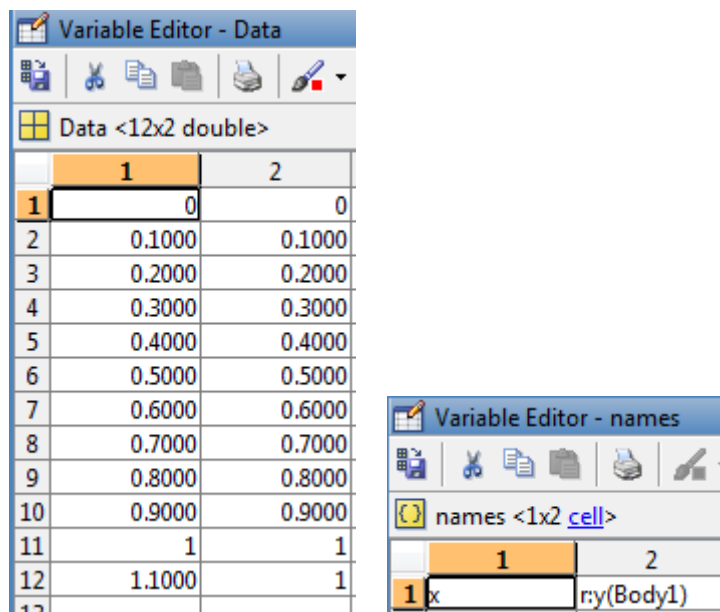 Variable Editor - Data
Data <12x2 double>
1 2
1 0 0
2 0.1000 0.1000
3 0.2000 0.2000
4 0.3000 0.3000
5 0.4000 0.4000
6 0.5000 0.5000
7 0.6000 0.6000
8 0.7000 0.7000
9 0.8000 0.8000
10 0.9000 0.9000
11 1 1
12 1.1000 1
Variable Editor - names
names <1x2 cell>
1 2
1 x r:y(Body1)